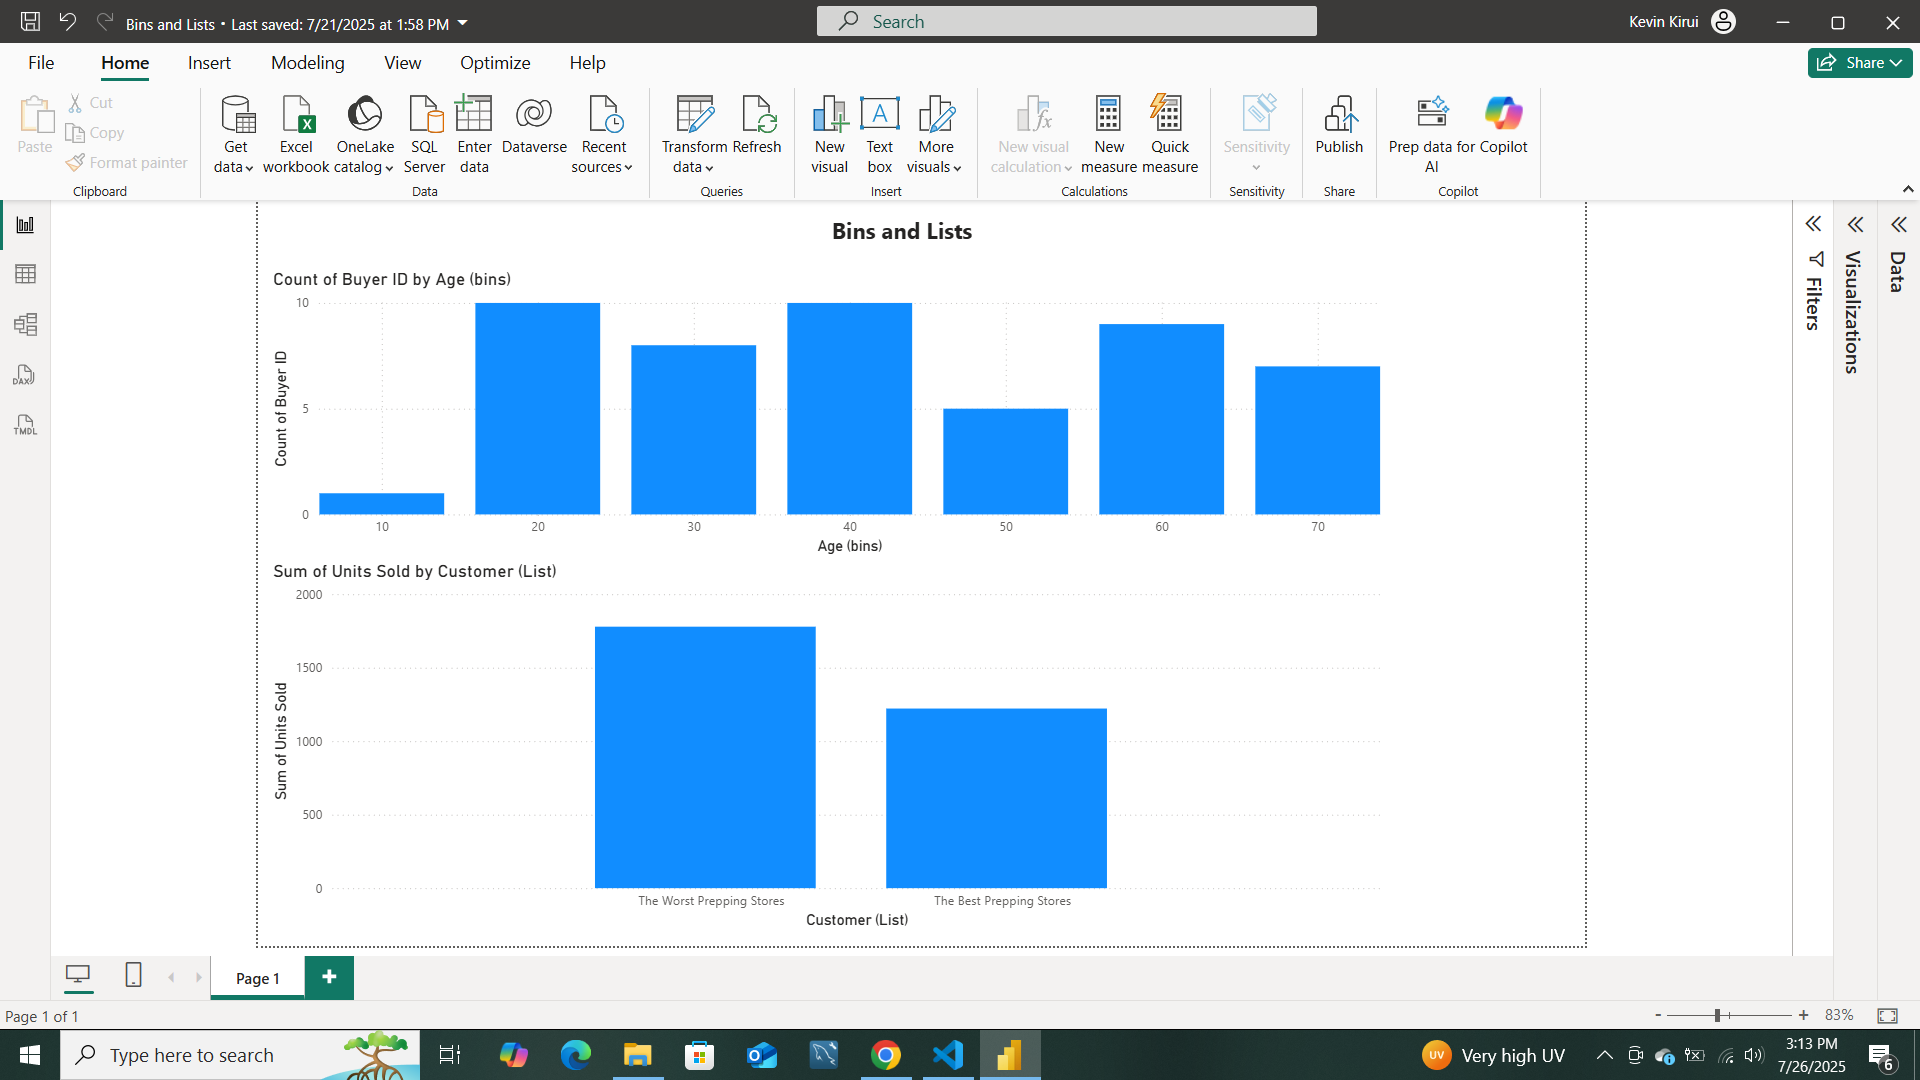 Bins and Lists • Last saved: 7/21/2025 at 1:58 PM
Search
Kevin Kirui
File Home Insert Modeling View Optimize Help
Share
Paste
Cut
Copy
Format painter
Clipboard
Get data
Excel workbook
OneLake catalog
SQL Server
Enter data
Dataverse
Recent sources
Data
Transform data
Refresh
Queries
New visual
Text box
More visuals
Insert
New visual calculation
New measure
Quick measure
Calculations
Sensitivity
Sensitivity
Publish
Share
Prep data for AI
Copilot
Copilot
DAX
TMDL
Bins and Lists
Count of Buyer ID by Age (bins)
Count of Buyer ID
10
5
0
10 20 30 40 50 60 70
Age (bins)
Sum of Units Sold by Customer (List)
Sum of Units Sold
2000
1500
1000
500
0
The Worst Prepping Stores The Best Prepping Stores
Customer (List)
Filters
Visualizations
Data
Page 1
Page 1 of 1
- + 83%
Type here to search
UV
Very high UV
3:13 PM
7/26/2025
6